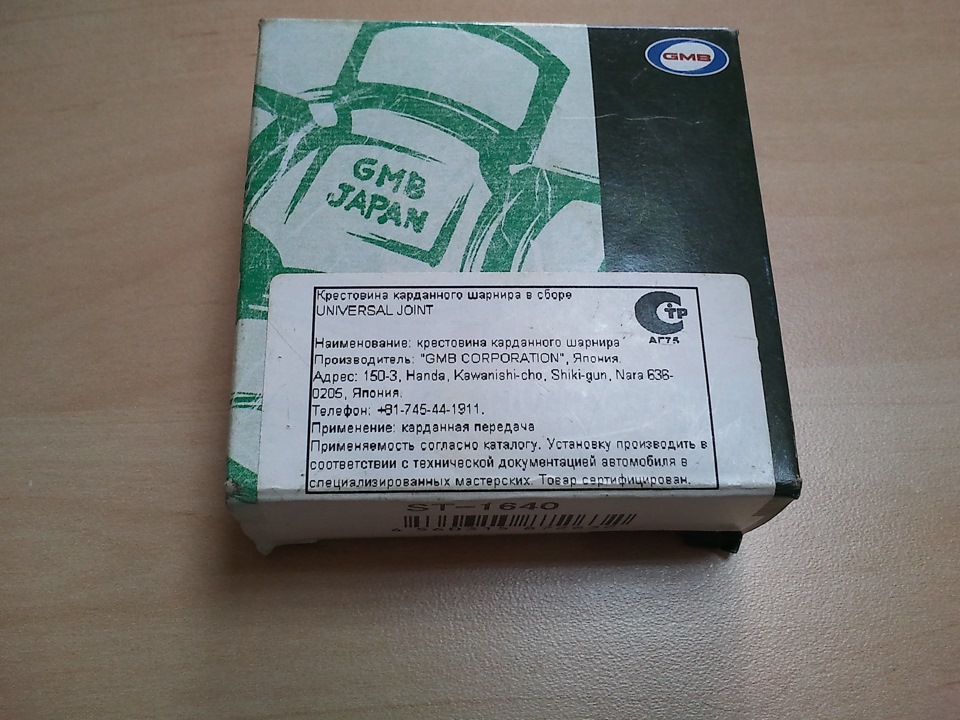 GMB
GMB
JAPAN
Крестовина карданного шарнира в сборе
UNIVERSAL JOINT
Наименование: крестовина карданного шарнира
Производитель: "GMB CORPORATION", Япония.
Адрес: 150-3, Handa, Kawanishi-cho, Shiki-gun, Nara 636-
0205, Япония.
Телефон: +81-745-44-1911.
Применение: карданная передача
Применяемость согласно каталогу. Установку производить в
соответствии с технической документацией автомобиля в
специализированных мастерских. Товар сертифицирован.
ТР
АГ75
ST-1640